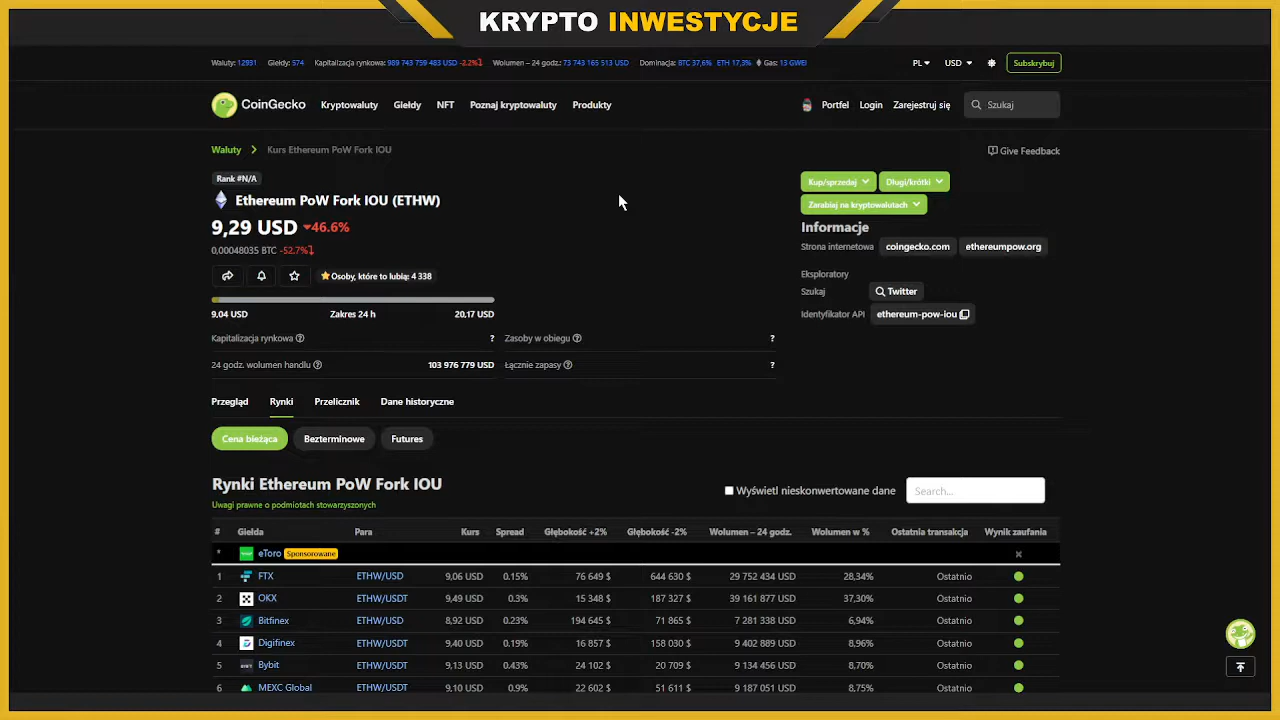 KRYPTO INWESTYCJE
Waluty: 12931 Giełdy: 574 Kapitalizacja rynkowa: 989 743 759 483 USD -2.2% Wolumen – 24 godz.: 73 743 165 513 USD Dominacja: BTC 37,6% ETH 17,3% Gas: 13 GWEI
PL USD Subskrybuj
CoinGecko Kryptowaluty Giełdy NFT Poznaj kryptowaluty Produkty Portfel Login Zarejestruj się Szukaj
Waluty > Kurs Ethereum PoW Fork IOU
Give Feedback
Rank #N/A
Ethereum PoW Fork IOU (ETHW)
9,29 USD 46.6%
0,00048035 BTC -52.7%
Osoby, które to lubią: 4 338
9,04 USD Zakres 24 h 20,17 USD
Kapitalizacja rynkowa ? ?
Zasoby w obiegu ? ?
24 godz. wolumen handlu ? 103 976 779 USD
Łącznie zapasy ? ?
Kup/sprzedaj Długi/krótki
Zarabiaj na kryptowalutach
Informacje
Strona internetowa coingecko.com ethereumpow.org
Eksploratory
Szukaj Twitter
Identyfikator API ethereum-pow-iou
Przegląd Rynki Przelicznik Dane historyczne
Cena bieżąca Bezterminowe Futures
Rynki Ethereum PoW Fork IOU
Uwagi prawne o podmiotach stowarzyszonych
Wyświetl nieskonwertowane dane Search...
# Giełda Para Kurs Spread Głębokość +2% Głębokość -2% Wolumen – 24 godz. Wolumen w % Ostatnia transakcja Wynik zaufania
* eToro Sponsorowane
1 FTX ETHW/USD 9,06 USD 0.15% 76 649 $ 644 630 $ 29 752 434 USD 28,34% Ostatnio
2 OKX ETHW/USDT 9,49 USD 0.3% 15 348 $ 187 327 $ 39 161 877 USD 37,30% Ostatnio
3 Bitfinex ETHW/USD 8,92 USD 0.23% 194 645 $ 71 865 $ 7 281 338 USD 6,94% Ostatnio
4 Digifinex ETHW/USDT 9,40 USD 0.19% 16 857 $ 158 030 $ 9 402 889 USD 8,96% Ostatnio
5 Bybit ETHW/USDT 9,13 USD 0.43% 24 102 $ 20 709 $ 9 134 456 USD 8,70% Ostatnio
6 MEXC Global ETHW/USDT 9,10 USD 0.9% 22 602 $ 51 611 $ 9 187 051 USD 8,75% Ostatnio